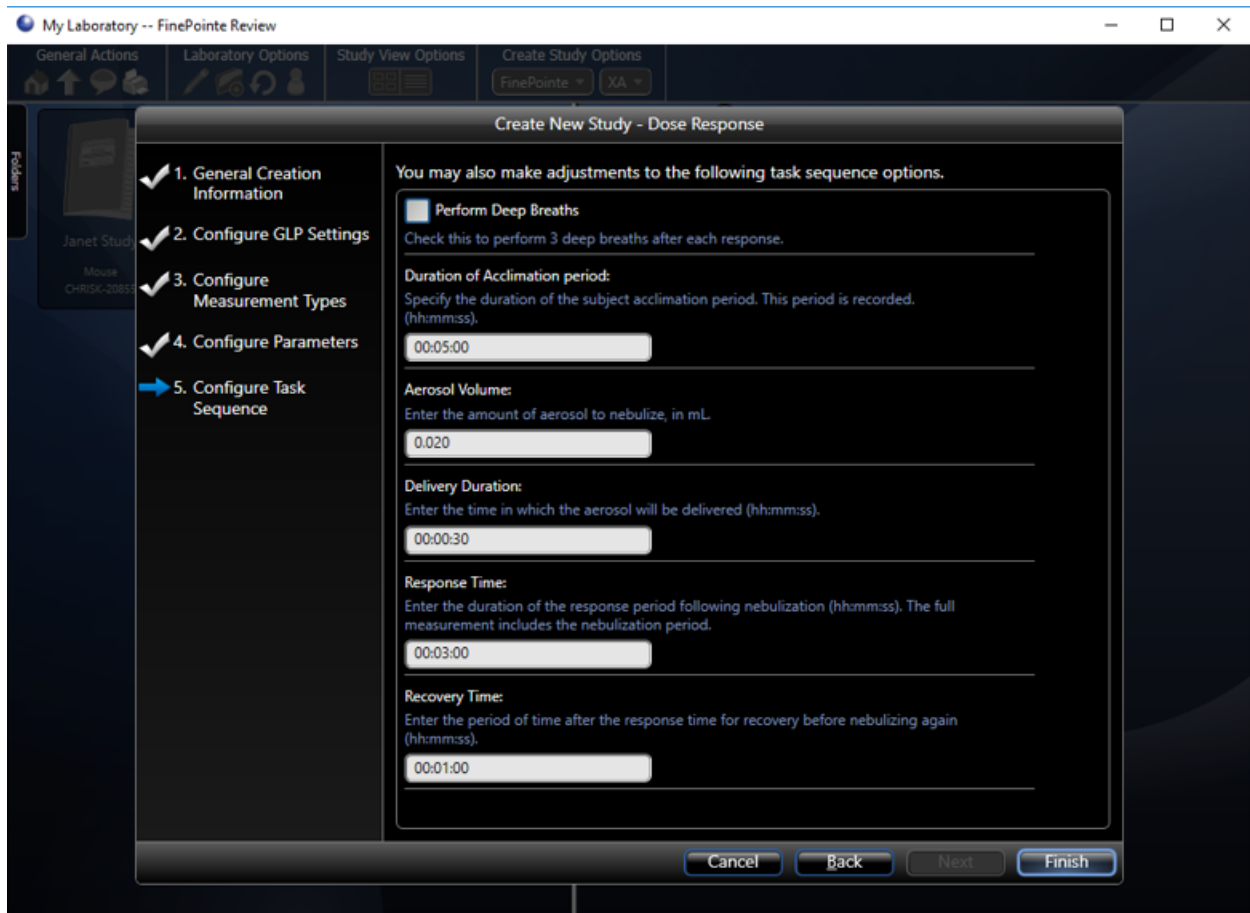 My Laboratory -- FinePointe Review
General Actions
Laboratory Options
Study View Options
Create Study Options
FinePointe
XA
Folders
Janet Study
Mouse
Create New Study - Dose Response
1. General Creation
Information
2. Configure GLP Settings
3. Configure
Measurement Types
4. Configure Parameters
5. Configure Task
Sequence
You may also make adjustments to the following task sequence options.
Perform Deep Breaths
Check this to perform 3 deep breaths after each response.
Duration of Acclimation period:
Specify the duration of the subject acclimation period. This period is recorded.
(hh:mm:ss).
00:05:00
Aerosol Volume:
Enter the amount of aerosol to nebulize, in mL.
0.020
Delivery Duration:
Enter the time in which the aerosol will be delivered (hh:mm:ss).
00:00:30
Response Time:
Enter the duration of the response period following nebulization (hh:mm:ss). The full
measurement includes the nebulization period.
00:03:00
Recovery Time:
Enter the period of time after the response time for recovery before nebulizing again
(hh:mm:ss).
00:01:00
Cancel
Back
Next
Finish